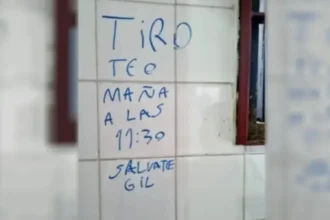 TiRO
TEO
MAÑA
A LAS
11:30
SALVATE
GIL